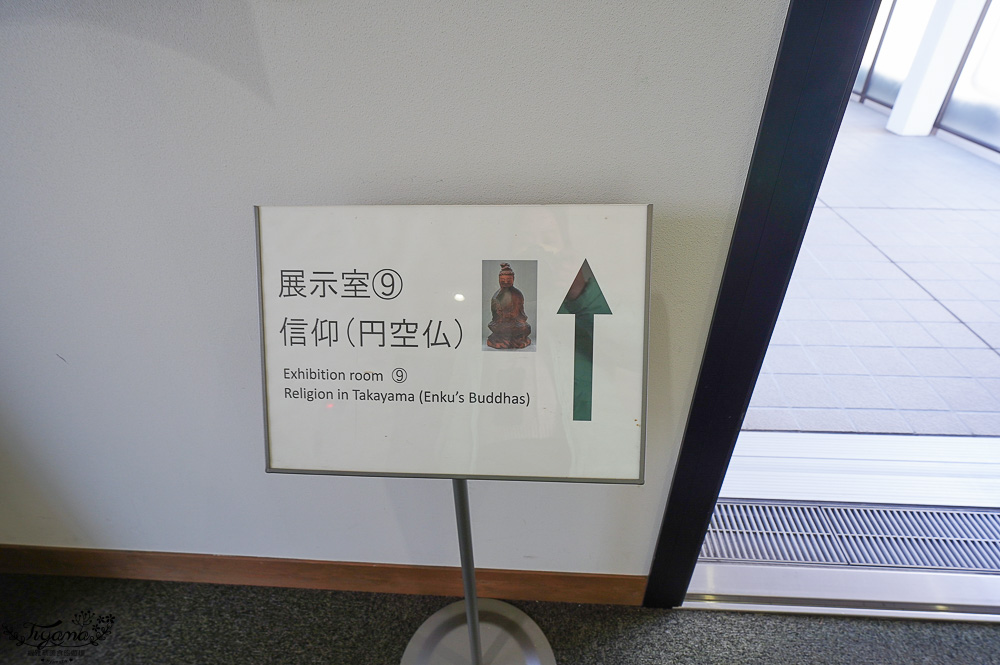 展示室⑨
信仰（円空仏）
Exhibition room ⑨
Religion in Takayama (Enku's Buddhas)